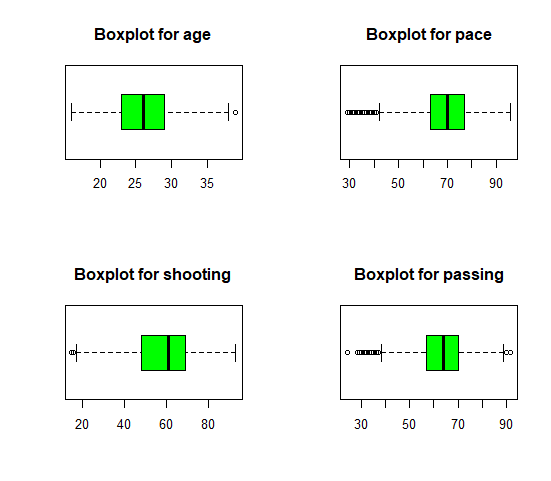 Boxplot for age
Boxplot for pace
20 25 30 35
30 50 70 90
Boxplot for shooting
Boxplot for passing
20 40 60 80
30 50 70 90